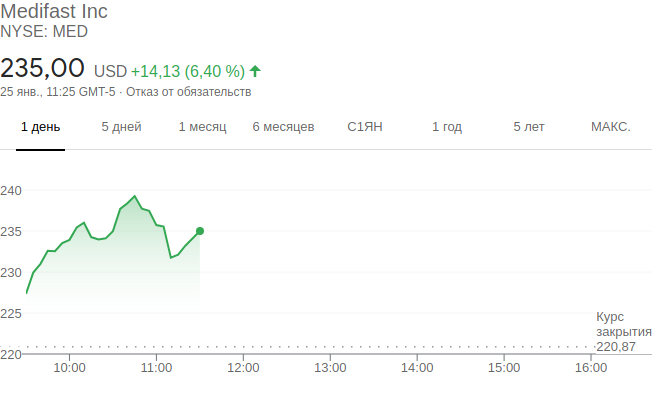 Medifast Inc
NYSE: MED
235,00 USD +14,13 (6,40 %)
25 янв., 11:25 GMT-5 · Отказ от обязательств
1 день 5 дней 1 месяц 6 месяцев С1ЯН 1 год 5 лет МАКС.
240
235
230
225
Курс
закрытия
220,87
220
10:00 11:00 12:00 13:00 14:00 15:00 16:00